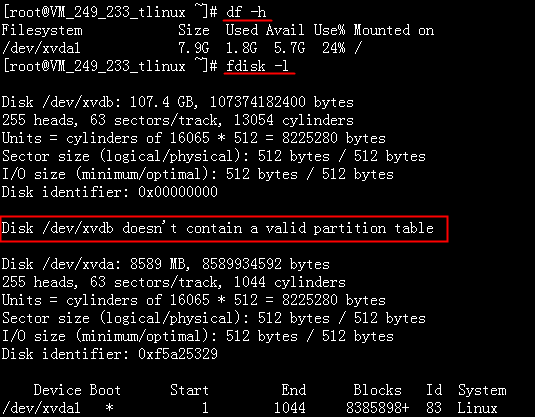 [root@VM_249_233_tlinux ~]# df -h
Filesystem Size Used Avail Use% Mounted on
/dev/xvda1 7.9G 1.8G 5.7G 24% /
[root@VM_249_233_tlinux ~]# fdisk -l
Disk /dev/xvdb: 107.4 GB, 107374182400 bytes
255 heads, 63 sectors/track, 13054 cylinders
Units = cylinders of 16065 * 512 = 8225280 bytes
Sector size (logical/physical): 512 bytes / 512 bytes
I/O size (minimum/optimal): 512 bytes / 512 bytes
Disk identifier: 0x00000000
Disk /dev/xvdb doesn't contain a valid partition table
Disk /dev/xvda: 8589 MB, 8589934592 bytes
255 heads, 63 sectors/track, 1044 cylinders
Units = cylinders of 16065 * 512 = 8225280 bytes
Sector size (logical/physical): 512 bytes / 512 bytes
I/O size (minimum/optimal): 512 bytes / 512 bytes
Disk identifier: 0xf5a25329
Device Boot Start End Blocks Id System
/dev/xvda1 * 1 1044 8385898+ 83 Linux